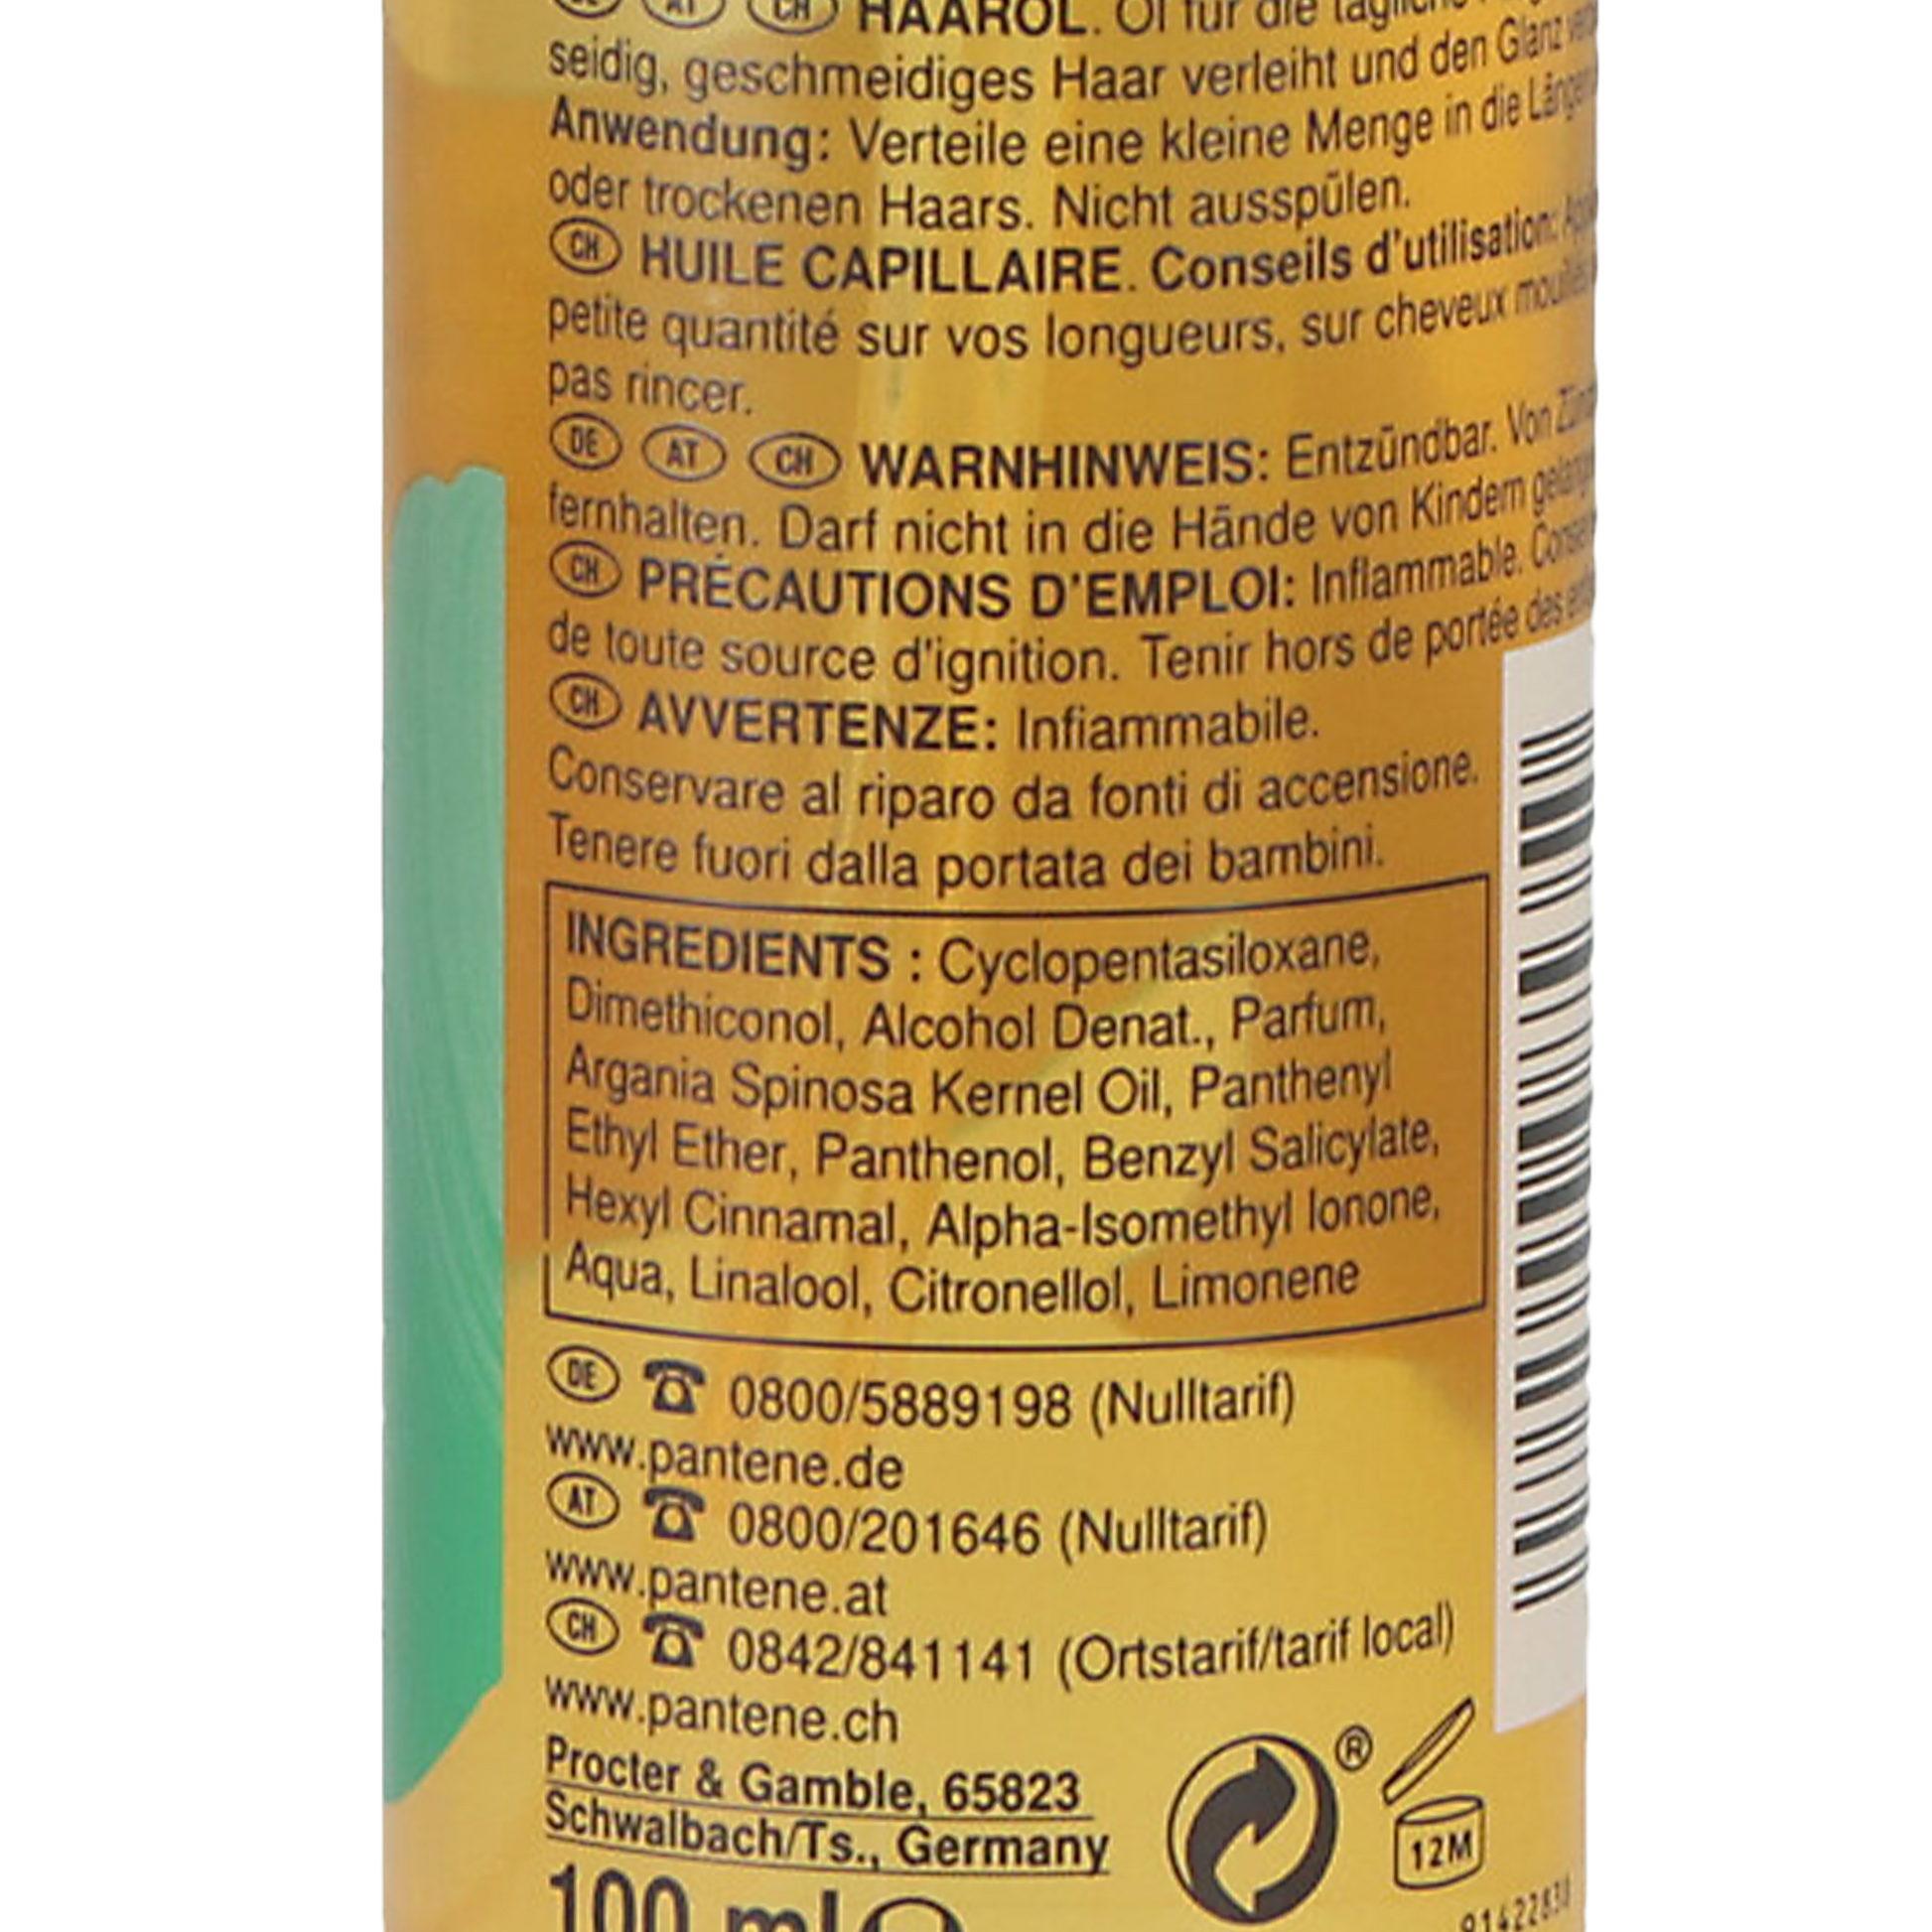 DE AT CH HAARÖL. Öl für die tägliche
seidig, geschmeidiges Haar verleiht und den Glanz
Anwendung: Verteile eine kleine Menge in die
oder trockenen Haars. Nicht ausspülen.
CH HUILE CAPILLAIRE. Conseils d'utilisation:
petite quantité sur vos longueurs, sur cheveux mouillés
pas rincer.
DE AT CH WARNHINWEIS: Entzündbar. Von
fernhalten. Darf nicht in die Hände von Kindern
CH PRÉCAUTIONS D'EMPLOI: Inflammable.
de toute source d'ignition. Tenir hors de portée des
CH AVVERTENZE: Infiammabile.
Conservare al riparo da fonti di accensione.
Tenere fuori dalla portata dei bambini.
INGREDIENTS : Cyclopentasiloxane,
Dimethiconol, Alcohol Denat., Parfum,
Argania Spinosa Kernel Oil, Panthenyl
Ethyl Ether, Panthenol, Benzyl Salicylate,
Hexyl Cinnamal, Alpha-Isomethyl Ionone,
Aqua, Linalool, Citronellol, Limonene
DE ☎ 0800/5889198 (Nulltarif)
www.pantene.de
AT ☎ 0800/201646 (Nulltarif)
www.pantene.at
CH ☎ 0842/841141 (Ortstarif/tarif local)
www.pantene.ch
Procter & Gamble, 65823
Schwalbach/Ts., Germany
®
12M
100 ml